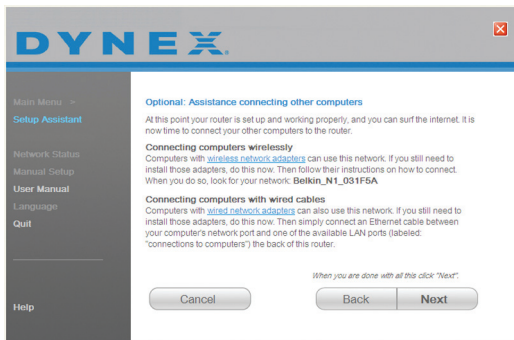 DYNEX
Main Menu >
Setup Assistant
Network Status
Manual Setup
User Manual
Language
Quit
Help
Optional: Assistance connecting other computers
At this point your router is set up and working properly, and you can surf the internet. It is
now time to connect your other computers to the router.
Connecting computers wirelessly
Computers with wireless network adapters can use this network. If you still need to
install those adapters, do this now. Then follow their instructions on how to connect.
When you do so, look for your network: Belkin_N1_031F5A
Connecting computers with wired cables
Computers with wired network adapters can also use this network. If you still need to
install those adapters, do this now. Then simply connect an Ethernet cable between
your computer's network port and one of the available LAN ports (labeled:
"connections to computers") the back of this router.
When you are done with all this click "Next".
Cancel
Back
Next